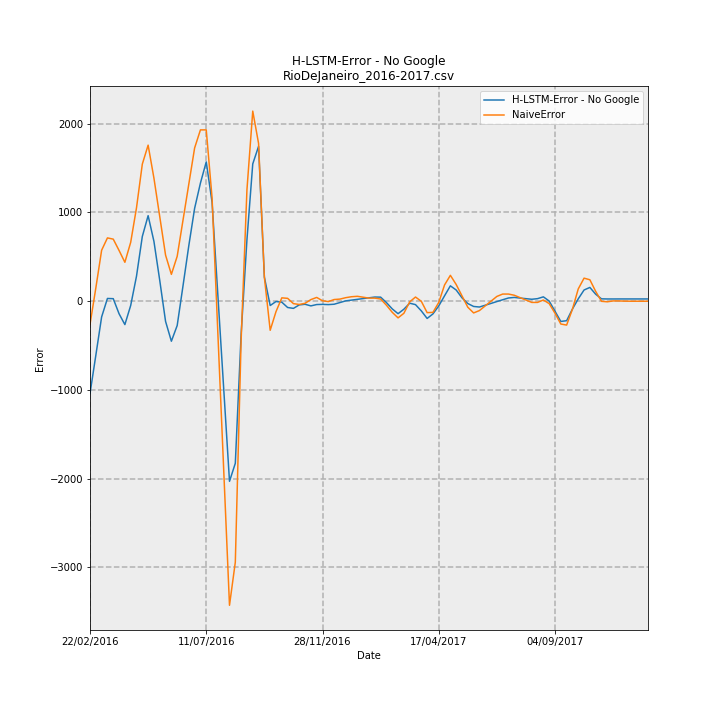 H-LSTM-Error - No Google
RioDeJaneiro_2016-2017.csv
H-LSTM-Error - No Google
NaiveError
2000
1000
0
−1000
−2000
−3000
Error
22/02/2016
11/07/2016
28/11/2016
17/04/2017
04/09/2017
Date